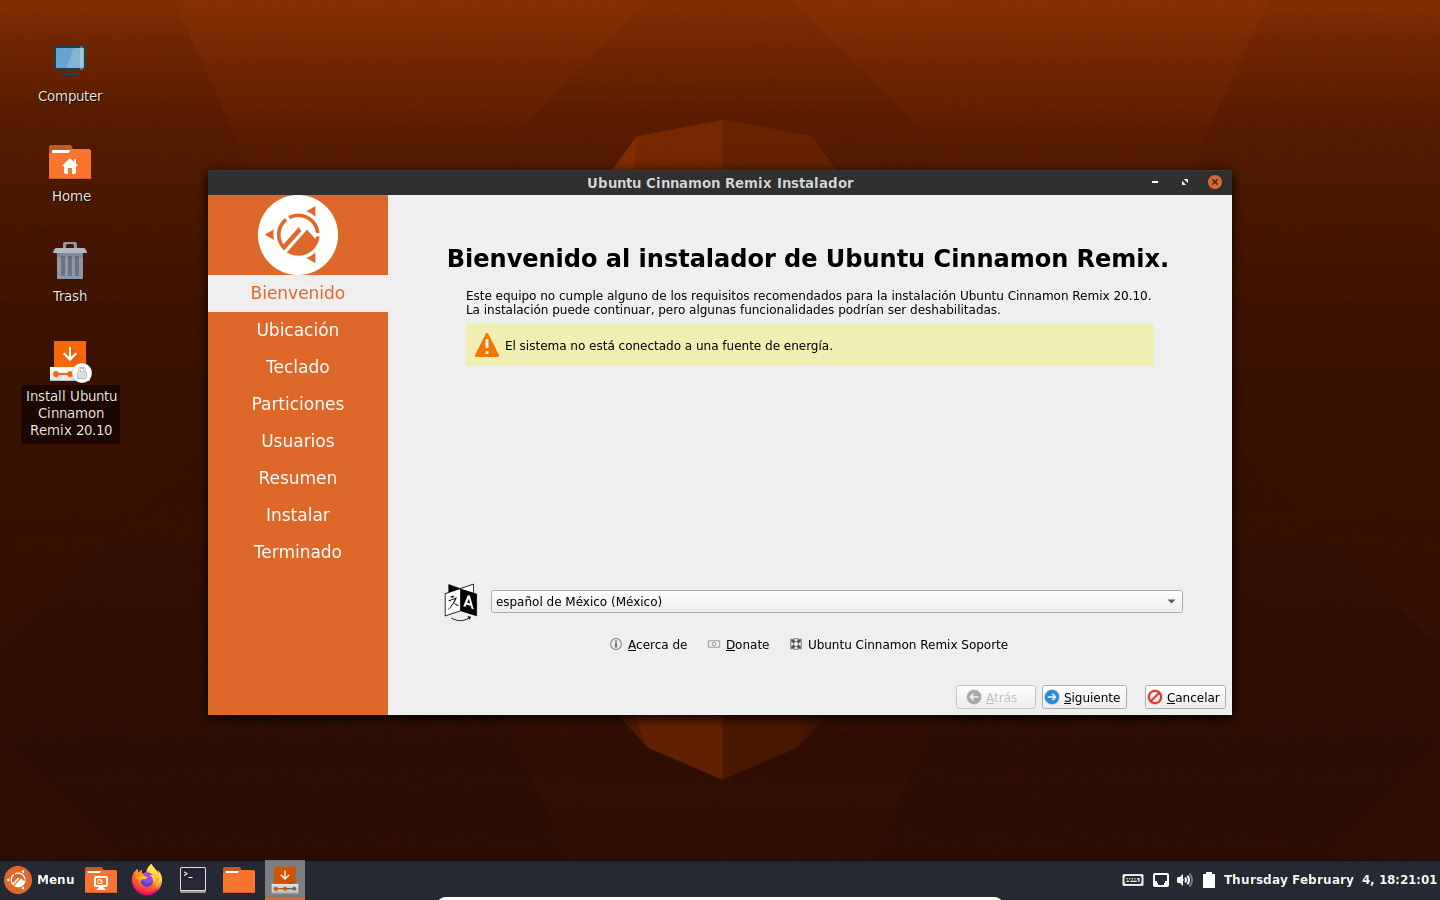 Computer
Home
Trash
Install Ubuntu
Cinnamon
Remix 20.10
Ubuntu Cinnamon Remix Instalador
Bienvenido
Ubicación
Teclado
Particiones
Usuarios
Resumen
Instalar
Terminado
Bienvenido al instalador de Ubuntu Cinnamon Remix.
Este equipo no cumple alguno de los requisitos recomendados para la instalación Ubuntu Cinnamon Remix 20.10.
La instalación puede continuar, pero algunas funcionalidades podrían ser deshabilitadas.
El sistema no está conectado a una fuente de energía.
español de México (México)
Acerca de Donate Ubuntu Cinnamon Remix Soporte
Atrás Siguiente Cancelar
Menu Thursday February 4, 18:21:01